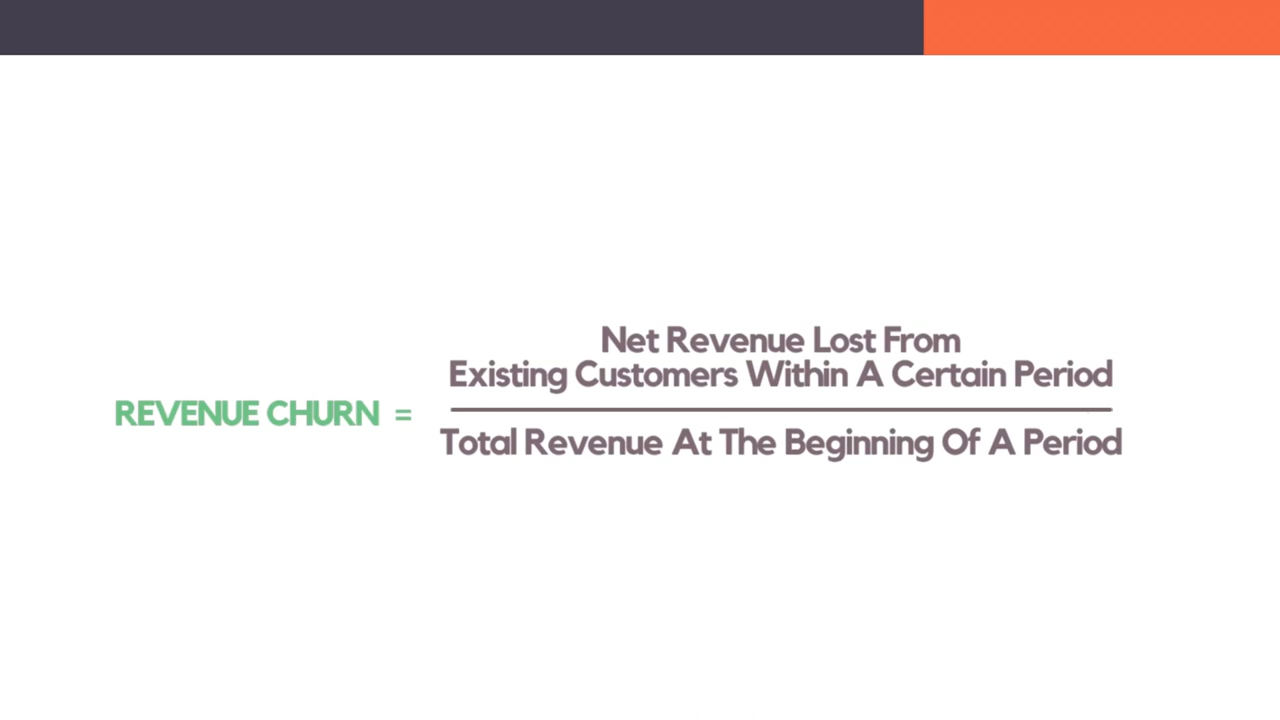 Net Revenue Lost From
Existing Customers Within A Certain Period
REVENUE CHURN =
Total Revenue At The Beginning Of A Period